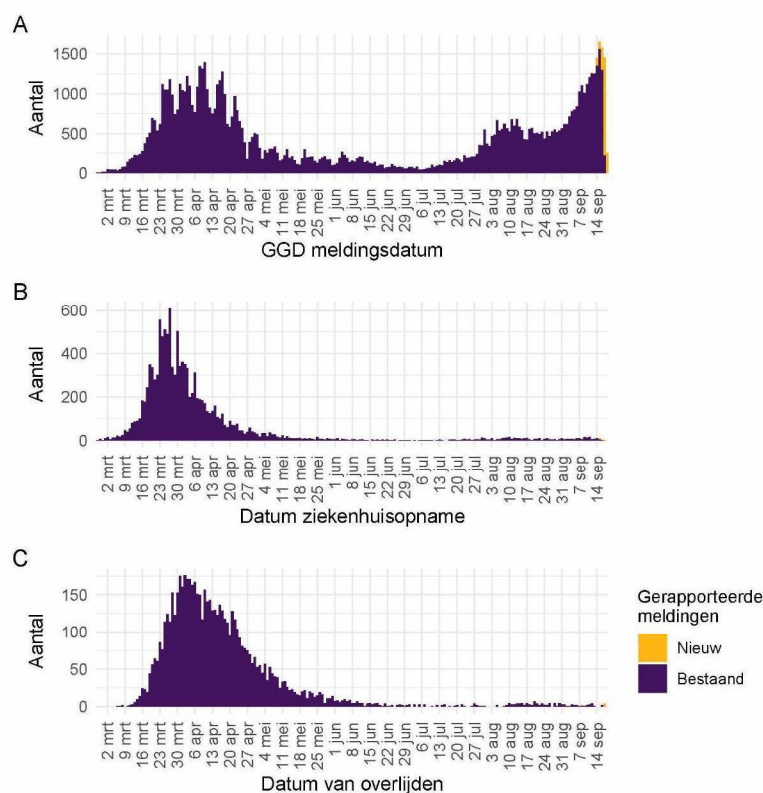 A
Aantal
1500
1000
500
0
2 mrt
9 mrt
16 mrt
23 mrt
30 mrt
6 apr
13 apr
20 apr
27 apr
4 mei
11 mei
18 mei
25 mei
1 jun
8 jun
15 jun
22 jun
29 jun
6 jul
13 jul
20 jul
27 jul
3 aug
10 aug
17 aug
24 aug
31 aug
7 sep
14 sep
GGD meldingsdatum
B
Aantal
600
400
200
0
2 mrt
9 mrt
16 mrt
23 mrt
30 mrt
6 apr
13 apr
20 apr
27 apr
4 mei
11 mei
18 mei
25 mei
1 jun
8 jun
15 jun
22 jun
29 jun
6 jul
13 jul
20 jul
27 jul
3 aug
10 aug
17 aug
24 aug
31 aug
7 sep
14 sep
Datum ziekenhuisopname
C
Aantal
150
100
50
0
2 mrt
9 mrt
16 mrt
23 mrt
30 mrt
6 apr
13 apr
20 apr
27 apr
4 mei
11 mei
18 mei
25 mei
1 jun
8 jun
15 jun
22 jun
29 jun
6 jul
13 jul
20 jul
27 jul
3 aug
10 aug
17 aug
24 aug
31 aug
7 sep
14 sep
Datum van overlijden
Gerapporteerde
meldingen
Nieuw
Bestaand